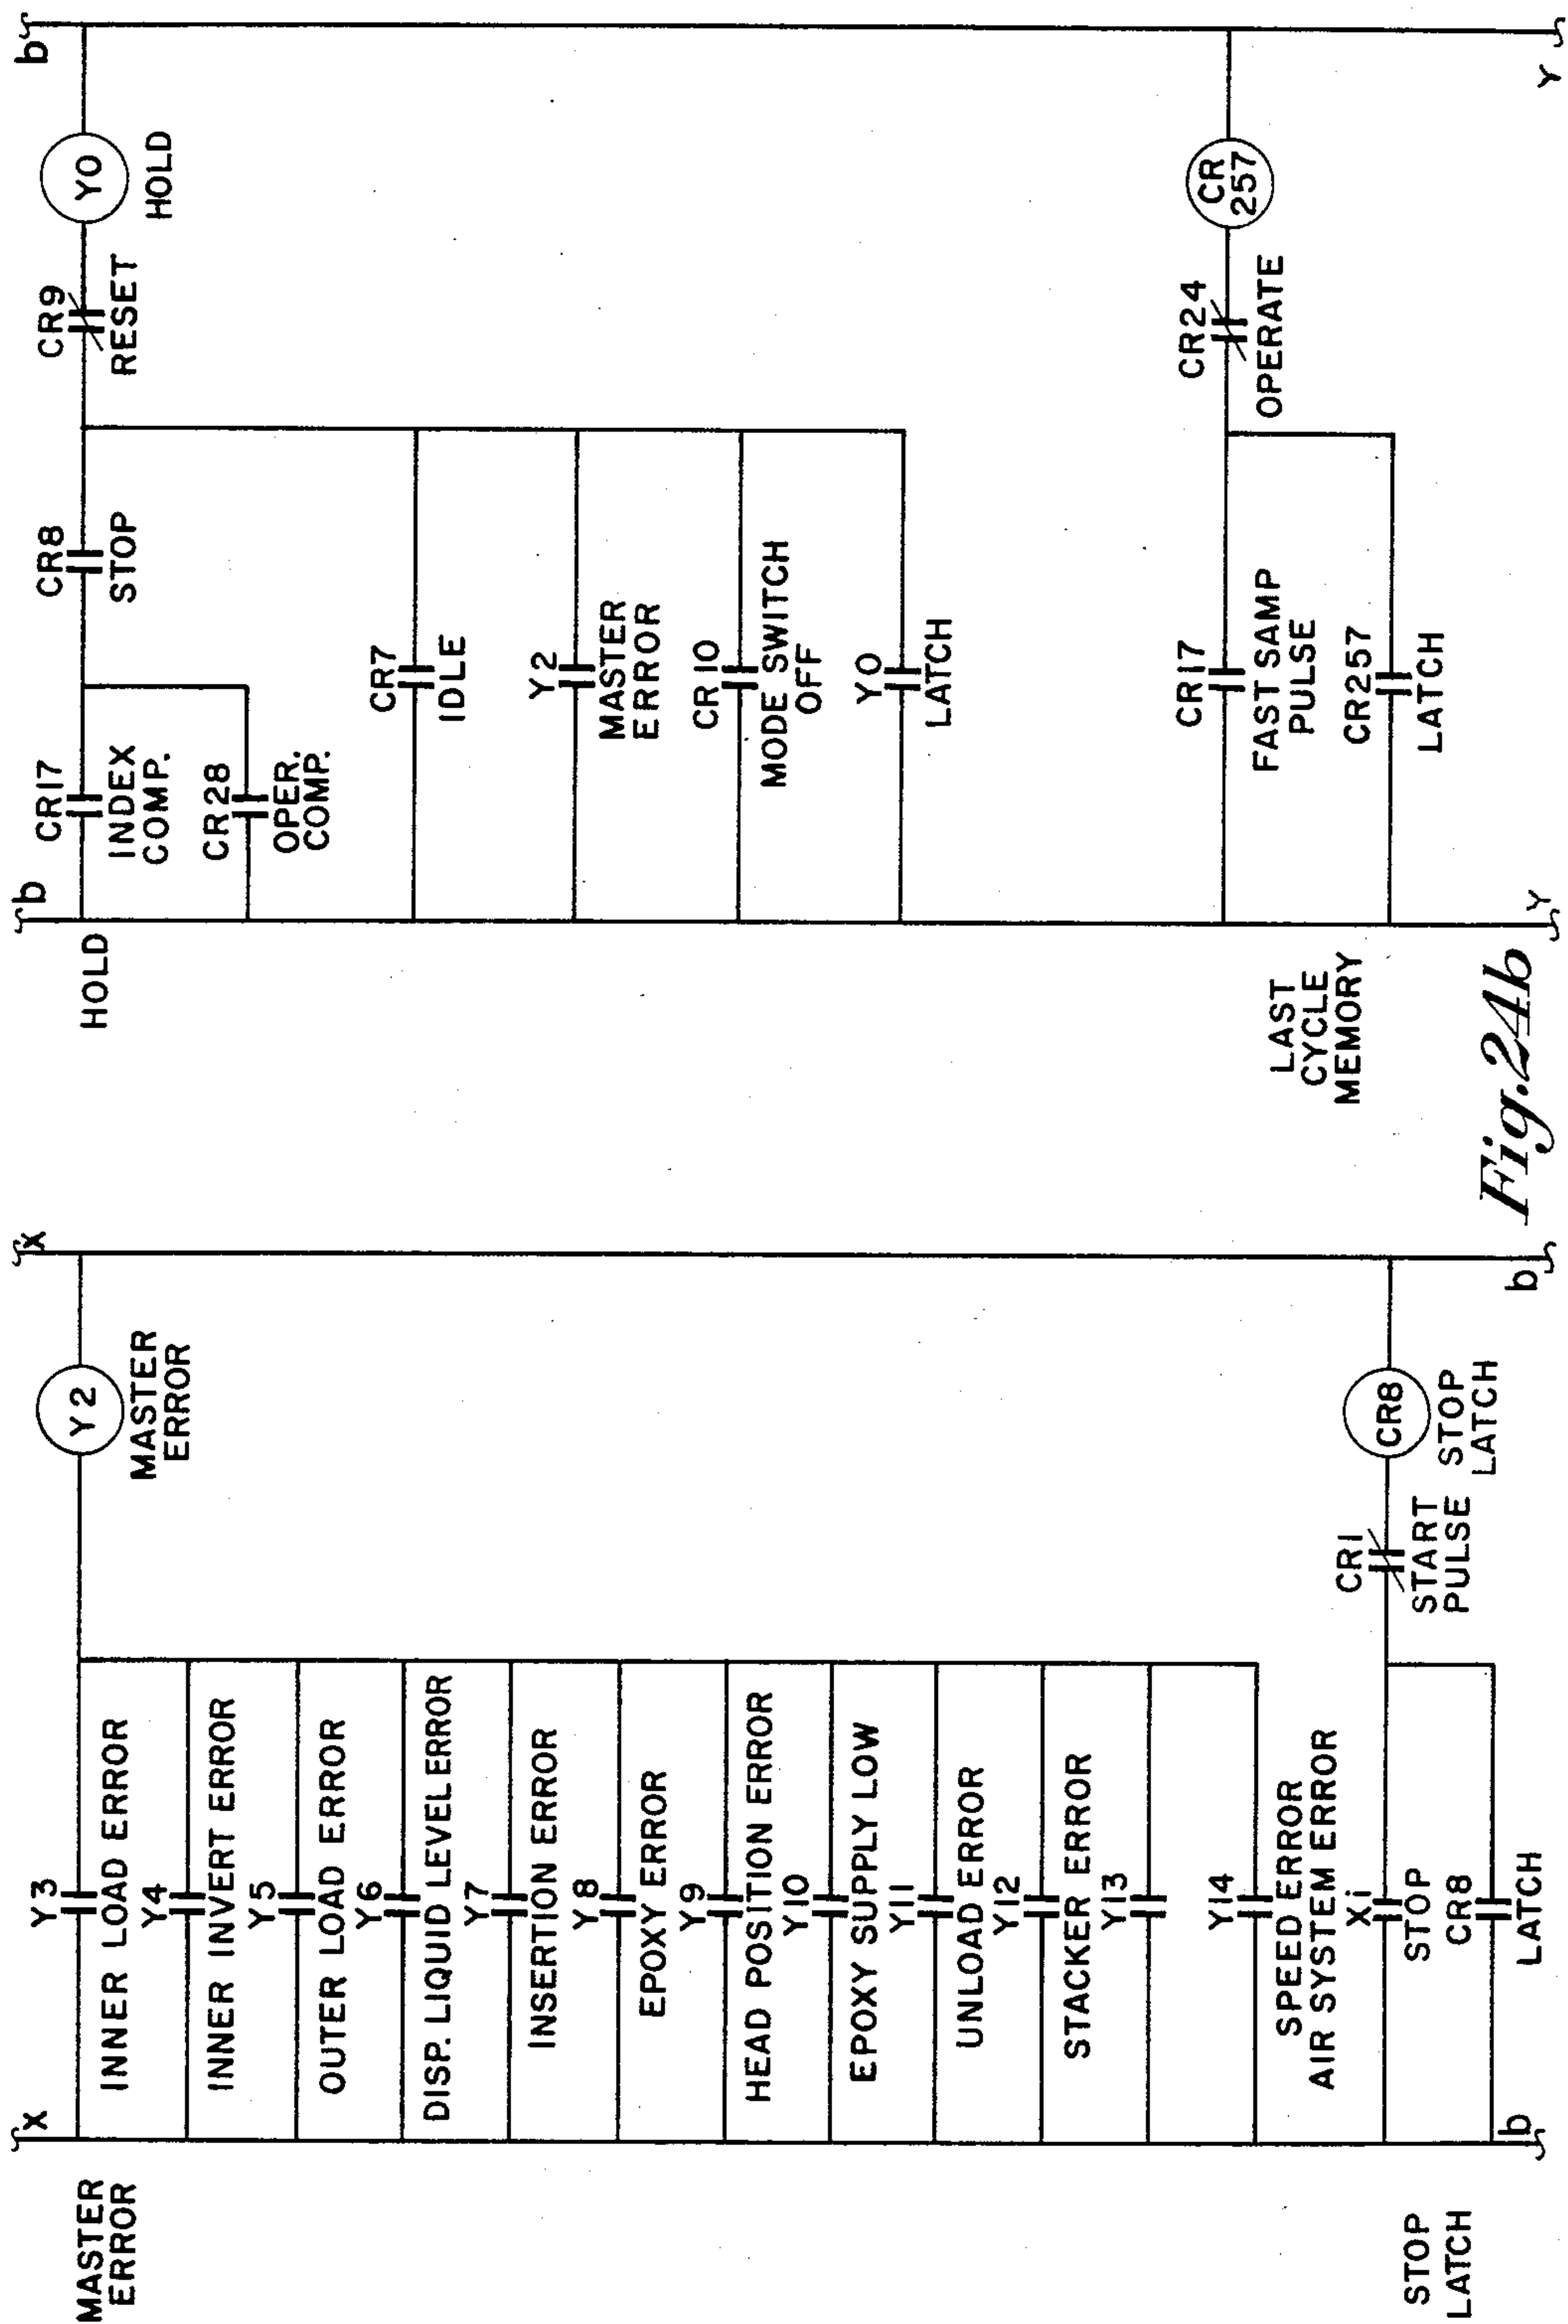 MASTER
ERROR
X
X
Y3
INNER LOAD ERROR
Y4
INNER INVERT ERROR
Y5
OUTER LOAD ERROR
Y6
DISP. LIQUID LEVEL ERROR
Y7
INSERTION ERROR
Y8
EPOXY ERROR
Y9
HEAD POSITION ERROR
Y10
EPOXY SUPPLY LOW
Y11
UNLOAD ERROR
Y12
STACKER ERROR
Y13
Y14
SPEED ERROR
AIR SYSTEM ERROR
Y2
MASTER
ERROR
STOP
LATCH
Xi
STOP
CR8
LATCH
CR1
START
PULSE
CR8
STOP
LATCH
b
b
HOLD
b
b
CR17
INDEX
COMP.
CR28
OPER.
COMP.
CR8
STOP
CR9
RESET
Y0
HOLD
CR7
IDLE
Y2
MASTER
ERROR
CR10
MODE SWITCH
OFF
Y0
LATCH
LAST
CYCLE
MEMORY
CR17
FAST SAMP
PULSE
CR257
LATCH
CR24
OPERATE
CR
257
Y
Y
Fig.24b